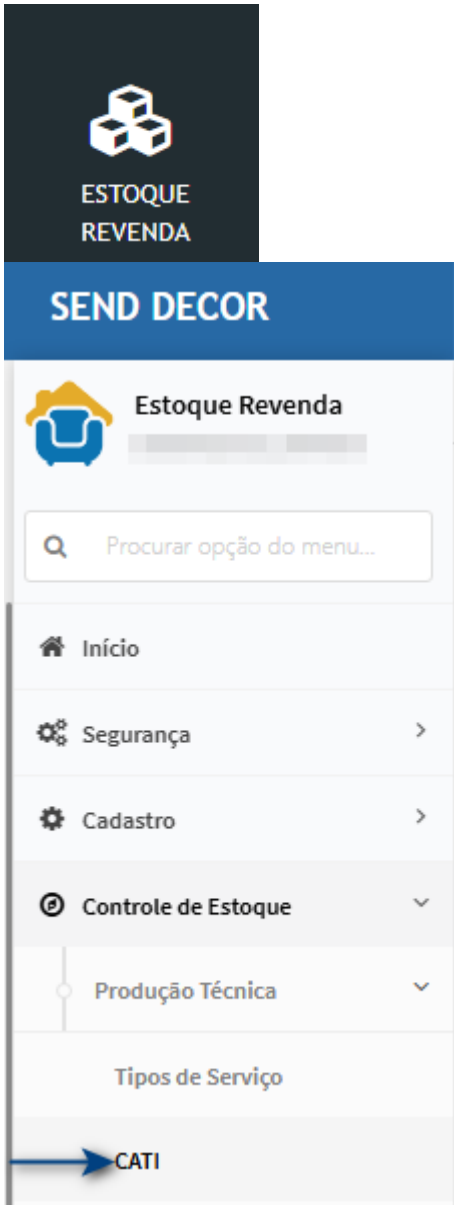 ESTOQUE
REVENDA
SEND DECOR
Estoque Revenda
Procurar opção do menu...
Início
Segurança
Cadastro
Controle de Estoque
Produção Técnica
Tipos de Serviço
CATI